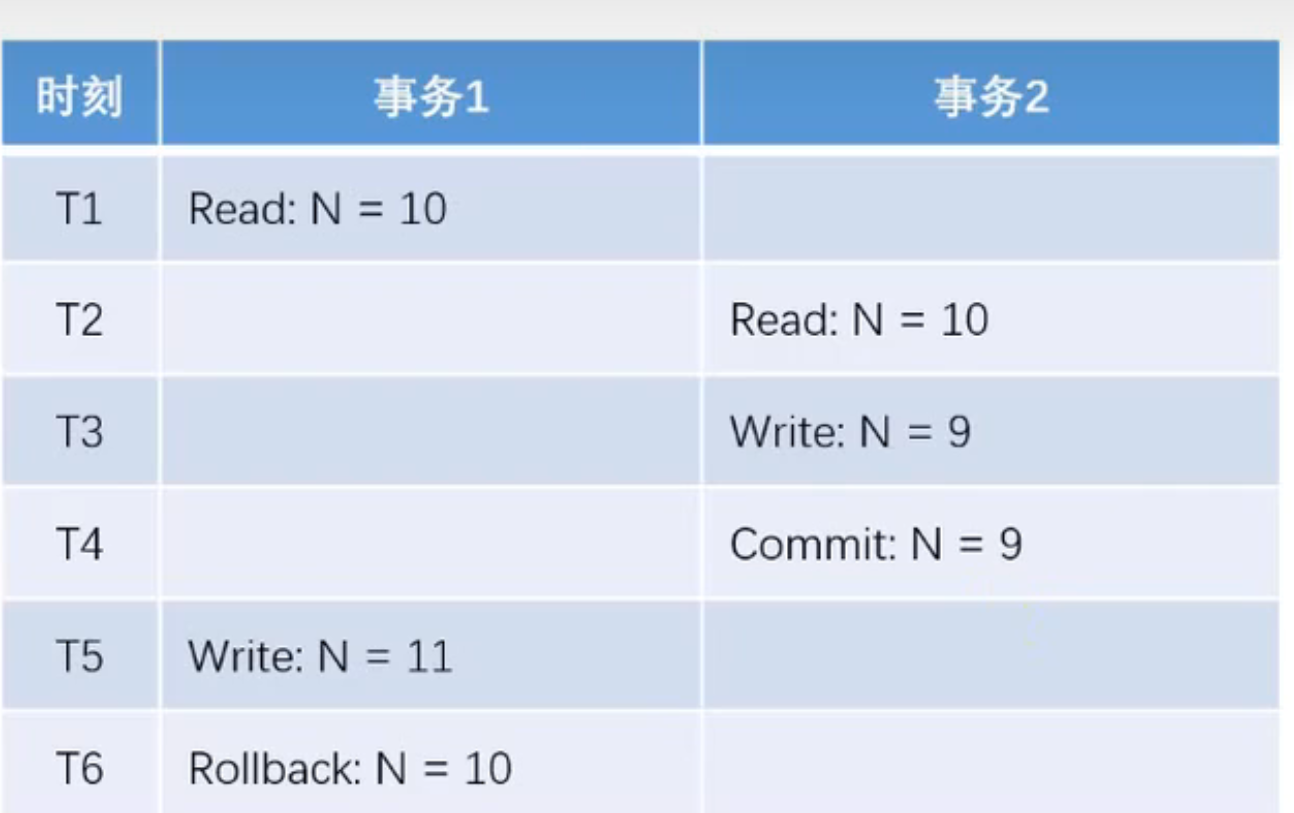 时刻 事务1 事务2
T1 Read: N = 10
T2 Read: N = 10
T3 Write: N = 9
T4 Commit: N = 9
T5 Write: N = 11
T6 Rollback: N = 10